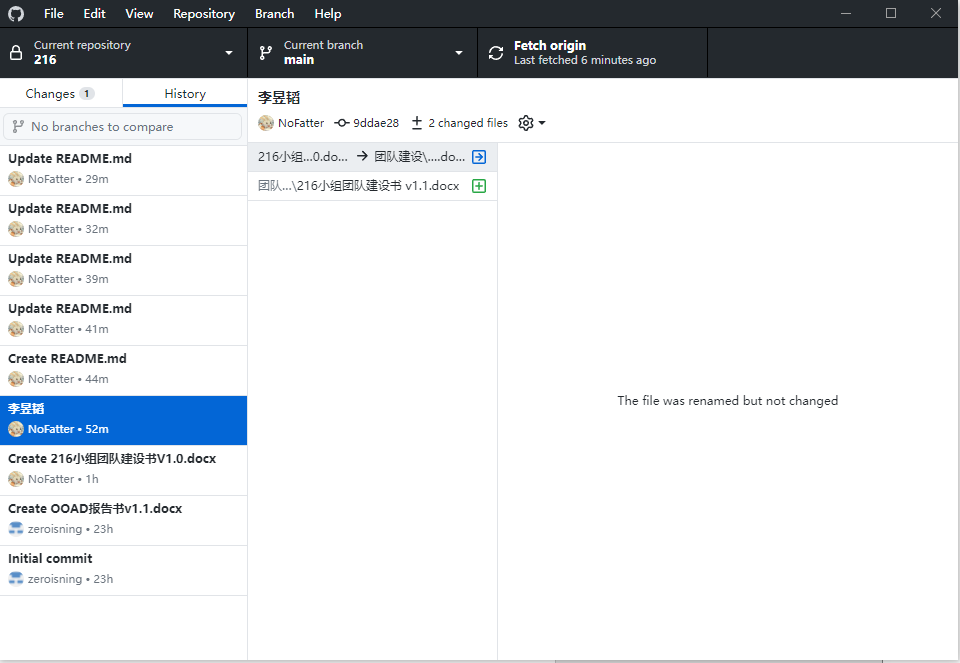 File Edit View Repository Branch Help
Current repository
216
Current branch
main
Fetch origin
Last fetched 6 minutes ago
Changes 1
History
No branches to compare
Update README.md
NoFatter • 29m
Update README.md
NoFatter • 32m
Update README.md
NoFatter • 39m
Update README.md
NoFatter • 41m
Create README.md
NoFatter • 44m
李昱韬
NoFatter • 52m
Create 216小组团队建设书V1.0.docx
NoFatter • 1h
Create OOAD报告书v1.1.docx
zeroisning • 23h
Initial commit
zeroisning • 23h
李昱韬
NoFatter 9ddae28 2 changed files
216小组...0.do... → 团队建设\....do...
团队...\216小组团队建设书 v1.1.docx
The file was renamed but not changed